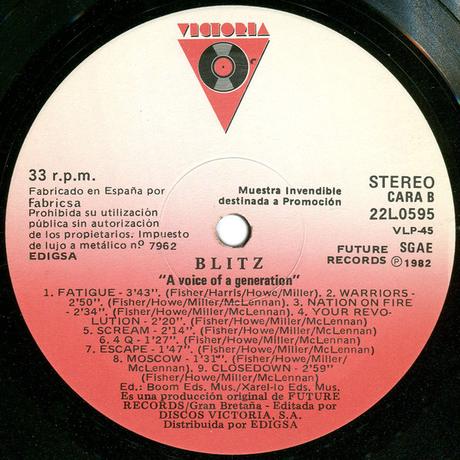 VICTORIA
33 r.p.m.
Fabricado en España por
Fabricsa
Prohibida su utilización
pública sin autorización
de los propietarios. Impuesto
de lujo a metálico nº 7962
EDIGSA
Muestra Invendible
destinada a Promoción
STEREO
CARA B
22L0595
VLP-45
FUTURE SGAE
RECORDS ℗ 1982
BLITZ
"A voice of a generation"
1. FATIGUE - 3'43". (Fisher/Harris/Howe/Miller). 2. WARRIORS -
2'50". (Fisher/Howe/Miller/McLennan). 3. NATION ON FIRE
- 2'34". (Fisher/Howe/Miller/McLennan). 4. YOUR REVO-
LUTION - 2'20". (Fisher/Howe/Miller/McLennan).
5. SCREAM - 2'14". (Fisher/Howe/Miller/McLennan)
6. 4 Q - 1'27". (Fisher/Howe/Miller/McLennan).
7. ESCAPE - 1'47". (Fisher/Howe/Miller/McLennan).
8. MOSCOW - 1'31". (Fisher/Howe/Miller/
McLennan). 9. CLOSEDOWN - 2'59"
(Fisher/Howe/Miller/McLennan)
Ed.: Boom Eds. Mus./Xarel-lo Eds. Mus.
Es una producción original de FUTURE
RECORDS/Gran Bretaña - Editada por
DISCOS VICTORIA, S.A.
Distribuida por EDIGSA